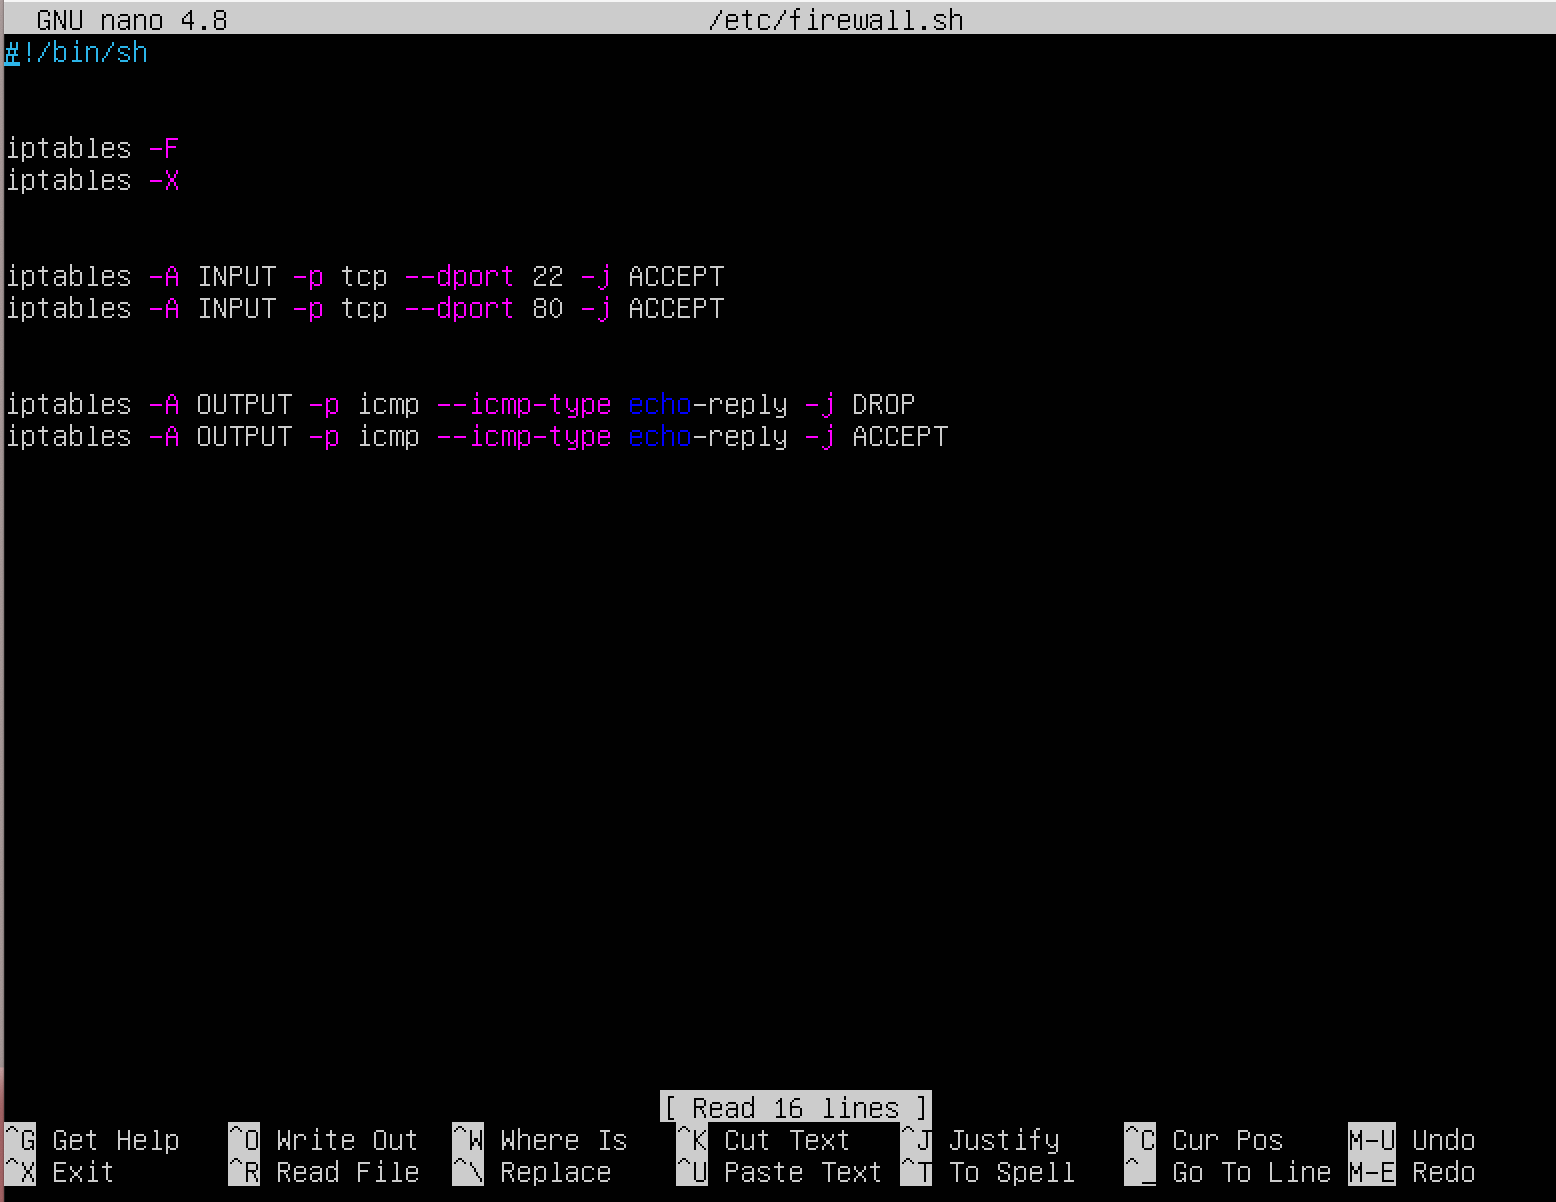 GNU nano 4.8 /etc/firewall.sh
#!/bin/sh
iptables -F
iptables -X
iptables -A INPUT -p tcp --dport 22 -j ACCEPT
iptables -A INPUT -p tcp --dport 80 -j ACCEPT
iptables -A OUTPUT -p icmp --icmp-type echo-reply -j DROP
iptables -A OUTPUT -p icmp --icmp-type echo-reply -j ACCEPT
[ Read 16 lines ]
^G Get Help ^O Write Out ^W Where Is ^K Cut Text ^J Justify ^C Cur Pos M-U Undo
^X Exit ^R Read File ^\ Replace ^U Paste Text ^T To Spell ^_ Go To Line M-E Redo